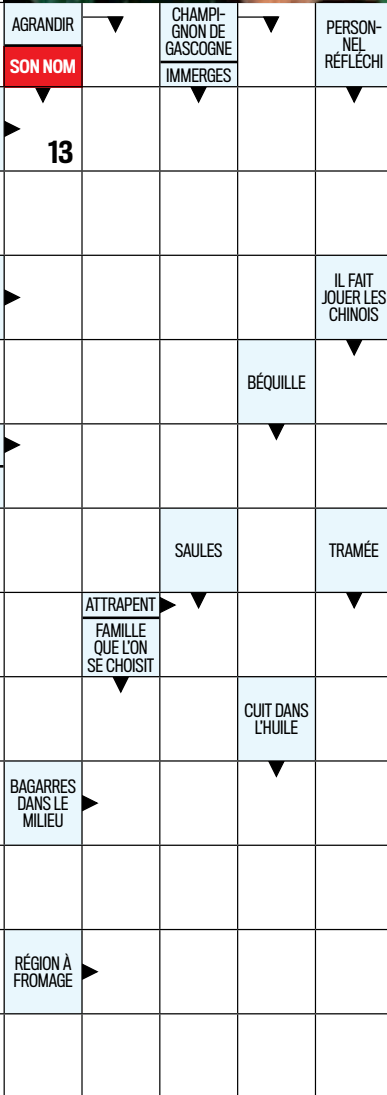 AGRANDIR
SON NOM
CHAMPI-
GNON DE
GASCOGNE
IMMERGES
PERSON-
NEL
RÉFLÉCHI
13
IL FAIT
JOUER LES
CHINOIS
BÉQUILLE
SAULES
TRAMÉE
ATTRAPENT
FAMILLE
QUE L'ON
SE CHOISIT
CUIT DANS
L'HUILE
BAGARRES
DANS LE
MILIEU
RÉGION À
FROMAGE